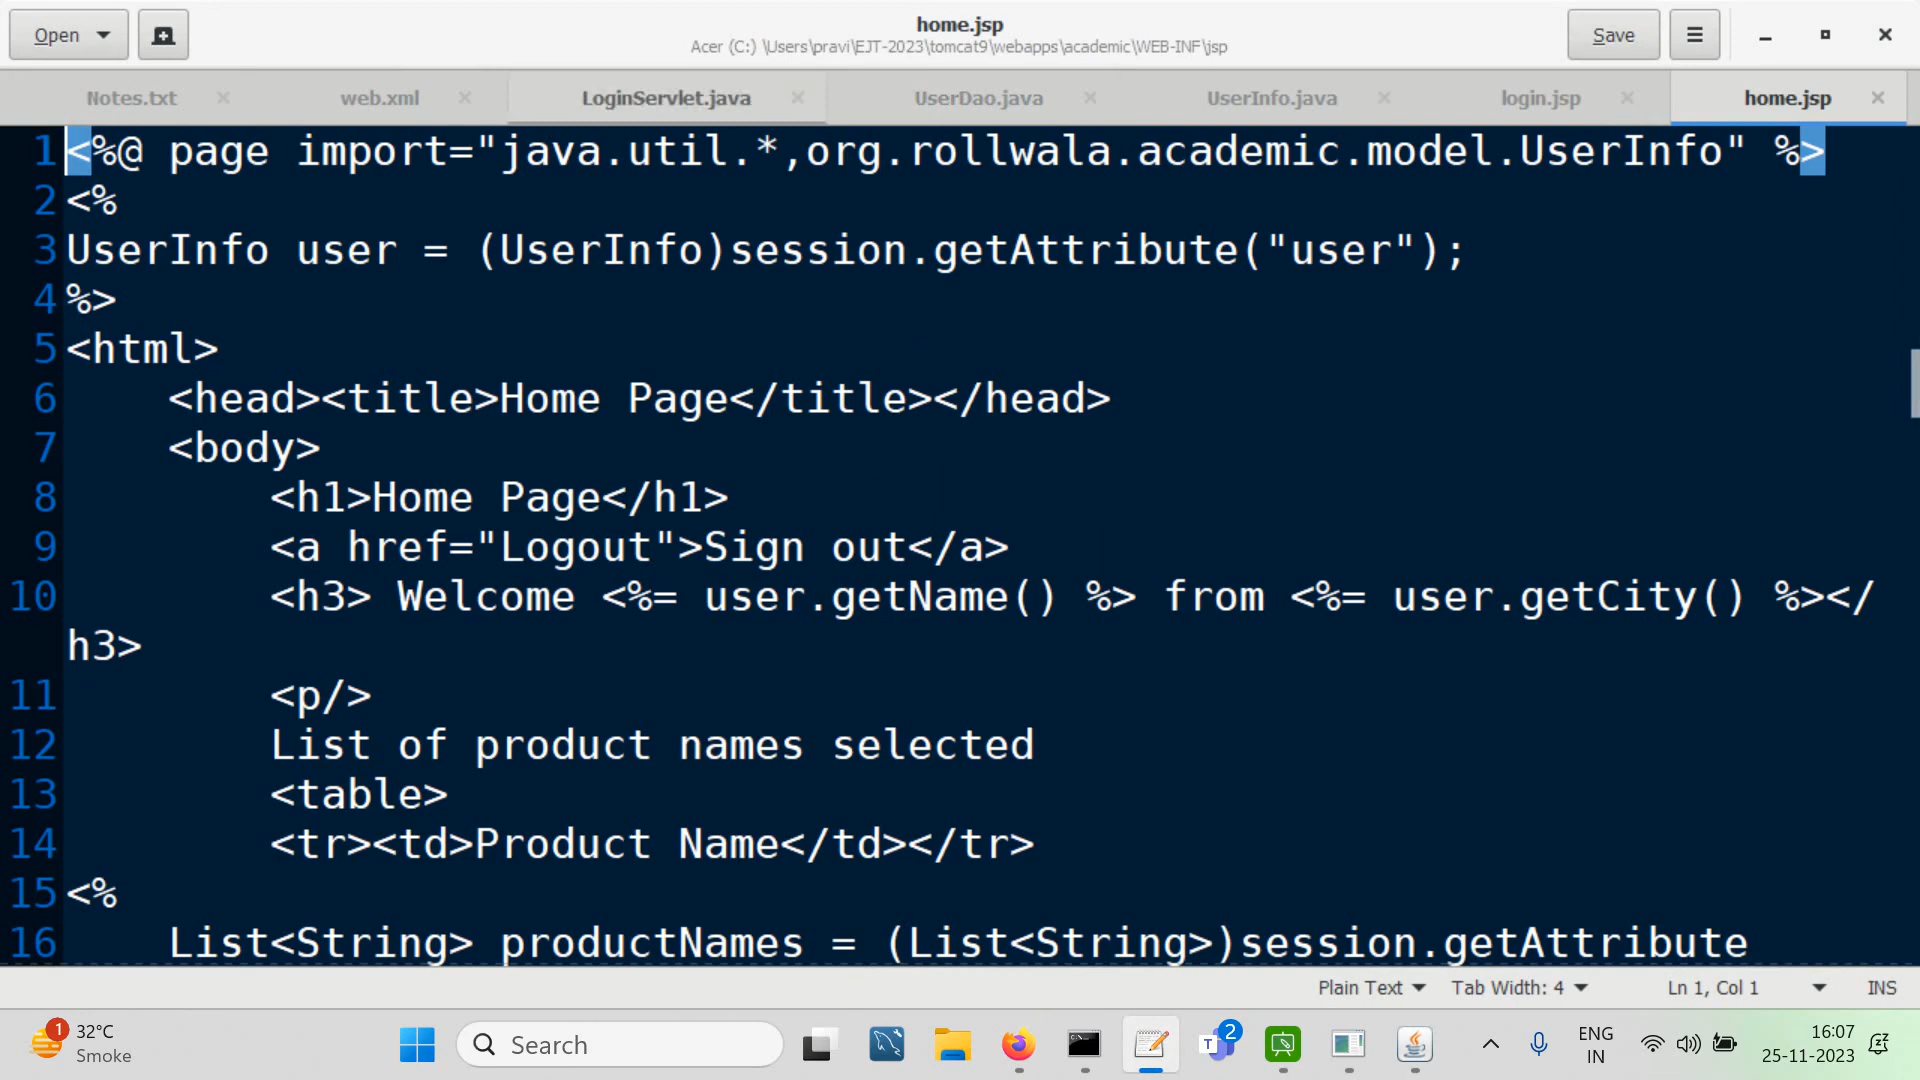 Open
home.jsp
Acer (C:) \Users\pravi\EJT-2023\tomcat9\webapps\academic\WEB-INF\jsp
Save
Notes.txt
web.xml
LoginServlet.java
UserDao.java
UserInfo.java
login.jsp
home.jsp
1 <%@ page import="java.util.*,org.rollwala.academic.model.UserInfo" %>
2 <%
3 UserInfo user = (UserInfo)session.getAttribute("user");
4 %>
5 <html>
6 <head><title>Home Page</title></head>
7 <body>
8 <h1>Home Page</h1>
9 <a href="Logout">Sign out</a>
10 <h3> Welcome <%= user.getName() %> from <%= user.getCity() %></
h3>
11 <p/>
12 List of product names selected
13 <table>
14 <tr><td>Product Name</td></tr>
15 <%
16 List<String> productNames = (List<String>)session.getAttribute
Plain Text
Tab Width: 4
Ln 1, Col 1
INS
1
32°C
Smoke
Search
T
2
ENG
IN
16:07
25-11-2023